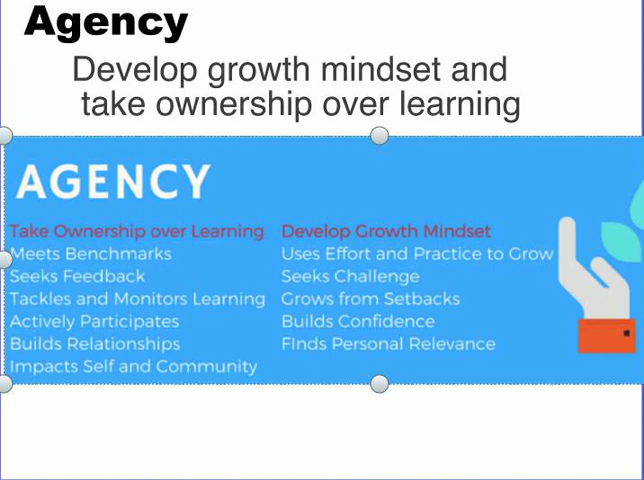 Agency
Develop growth mindset and
take ownership over learning
AGENCY
Take Ownership over Learning
Meets Benchmarks
Seeks Feedback
Tackles and Monitors Learning
Actively Participates
Builds Relationships
Impacts Self and Community
Develop Growth Mindset
Uses Effort and Practice to Grow
Seeks Challenge
Grows from Setbacks
Builds Confidence
FInds Personal Relevance